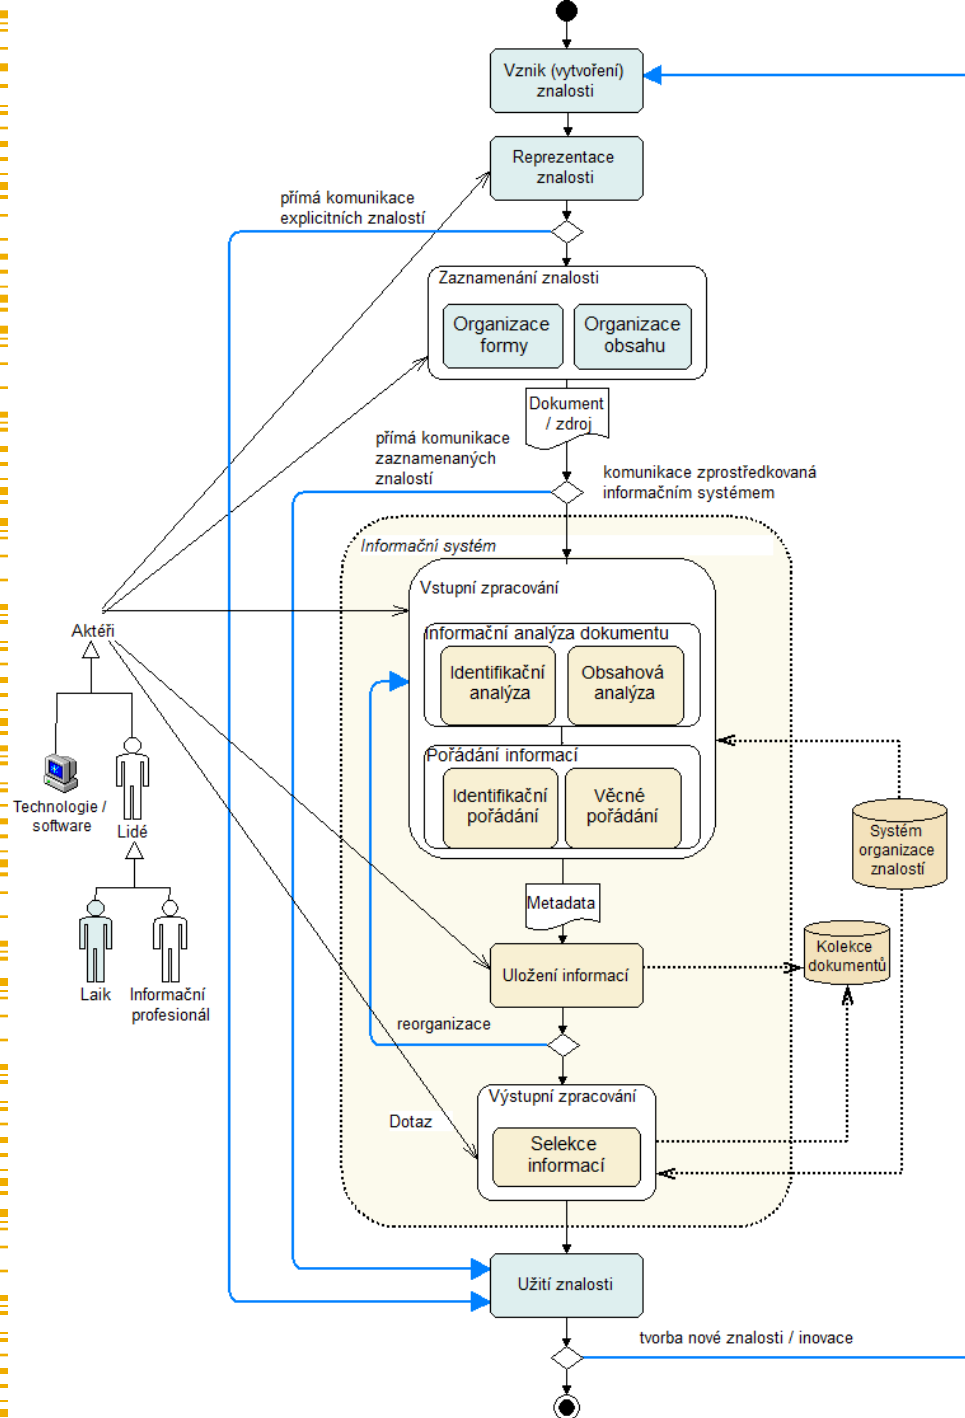 Vznik (vytvoření)
znalosti
Reprezentace
znalosti
přímá komunikace
explicitních znalostí
Zaznamenání znalosti
Organizace
formy
Organizace
obsahu
Dokument
/ zdroj
přímá komunikace
zaznamenaných
znalostí
komunikace zprostředkovaná
informačním systémem
Informační systém
Vstupní zpracování
Informační analýza dokumentu
Identifikační
analýza
Obsahová
analýza
Pořádání informací
Identifikační
pořádání
Věcné
pořádání
Aktéři
Technologie /
software
Lidé
Laik
Informační
profesionál
Systém
organizace
znalostí
Metadata
Kolekce
dokumentů
Uložení informací
reorganizace
Výstupní zpracování
Dotaz
Selekce
informací
Užití znalosti
tvorba nové znalosti / inovace